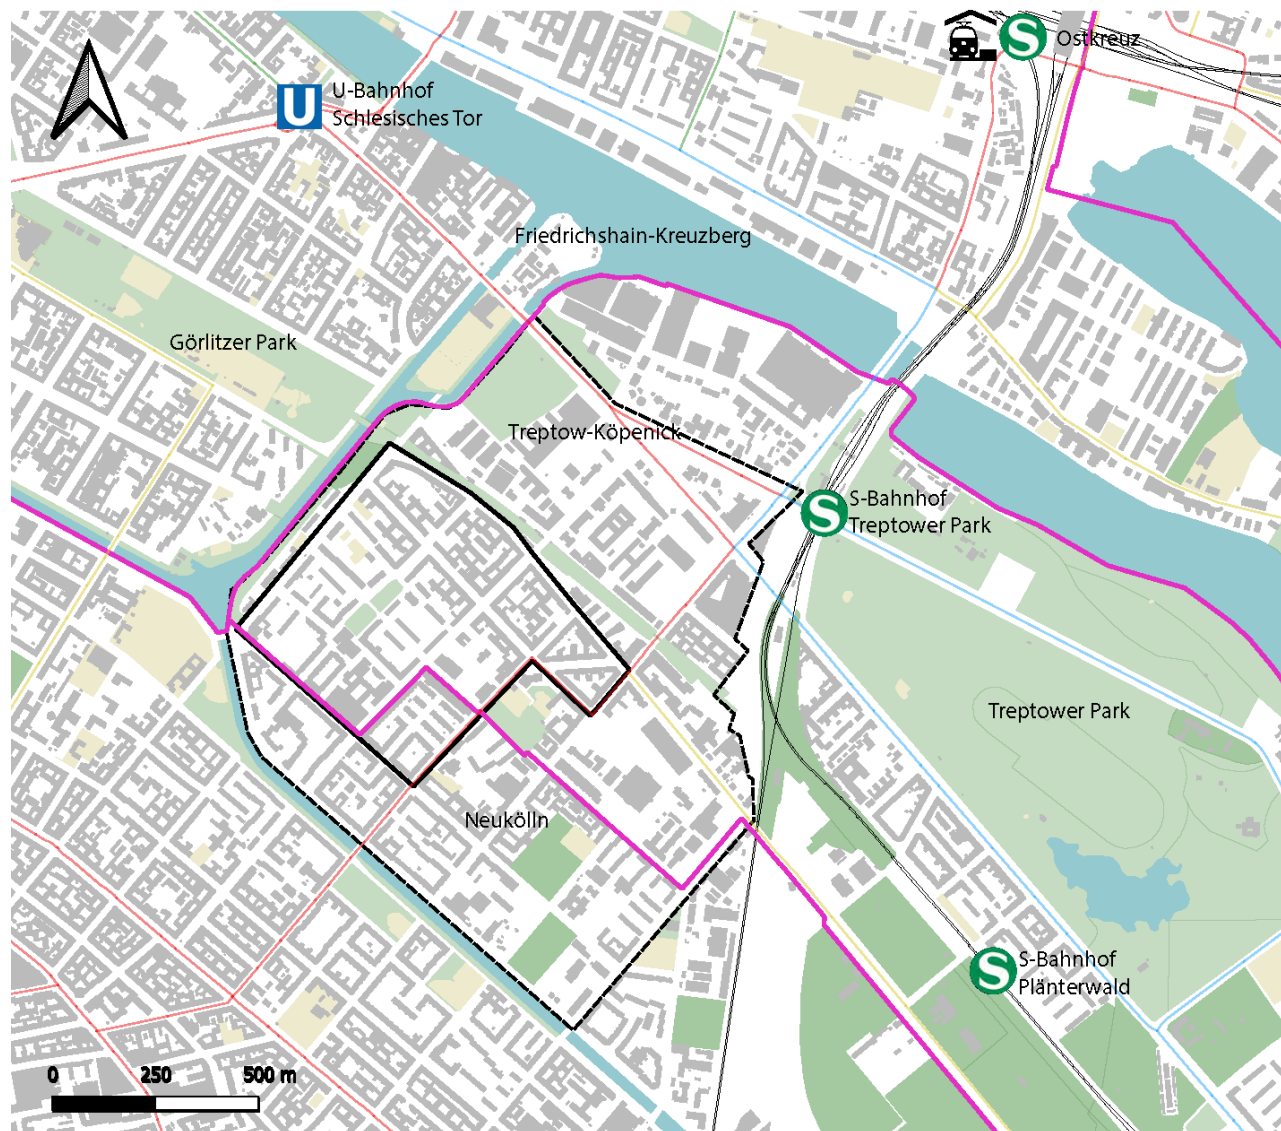 S
Ostkreuz
U
U-Bahnhof
Schlesisches Tor
Friedrichshain-Kreuzberg
Görlitzer Park
Treptow-Köpenick
S
S-Bahnhof
Treptower Park
Treptower Park
Neukölln
S
S-Bahnhof
Plänterwald
0 250 500 m